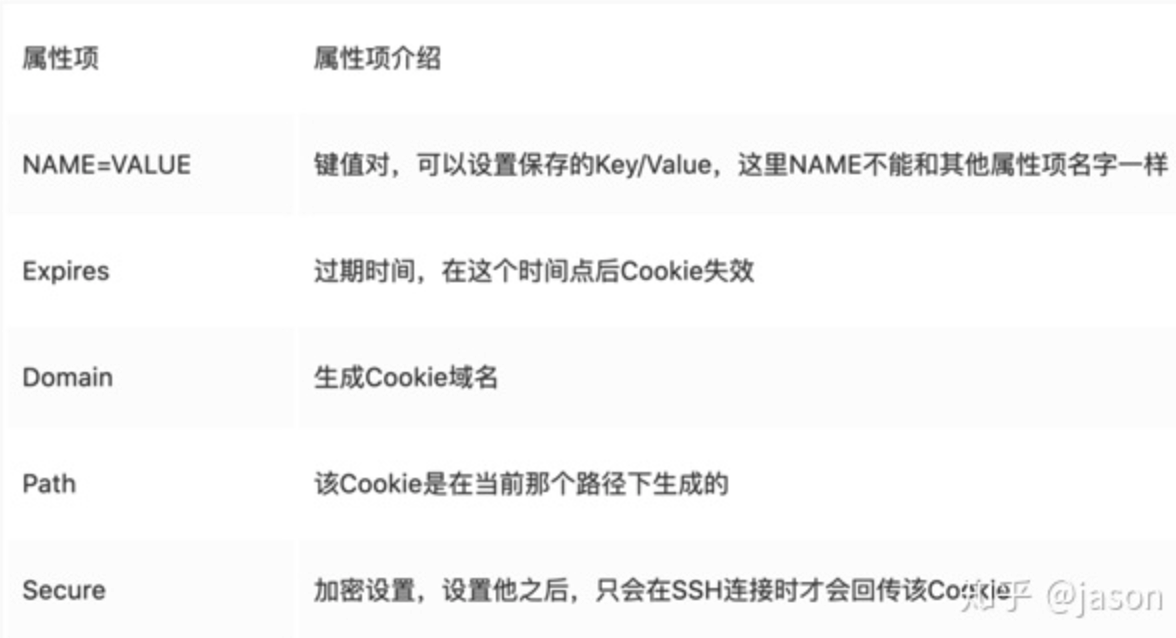 属性项 属性项介绍
NAME=VALUE 键值对，可以设置保存的Key/Value，这里NAME不能和其他属性项名字一样
Expires 过期时间，在这个时间点后Cookie失效
Domain 生成Cookie域名
Path 该Cookie是在当前那个路径下生成的
Secure 加密设置，设置他之后，只会在SSH连接时才会回传该Cookie
知乎 @jason